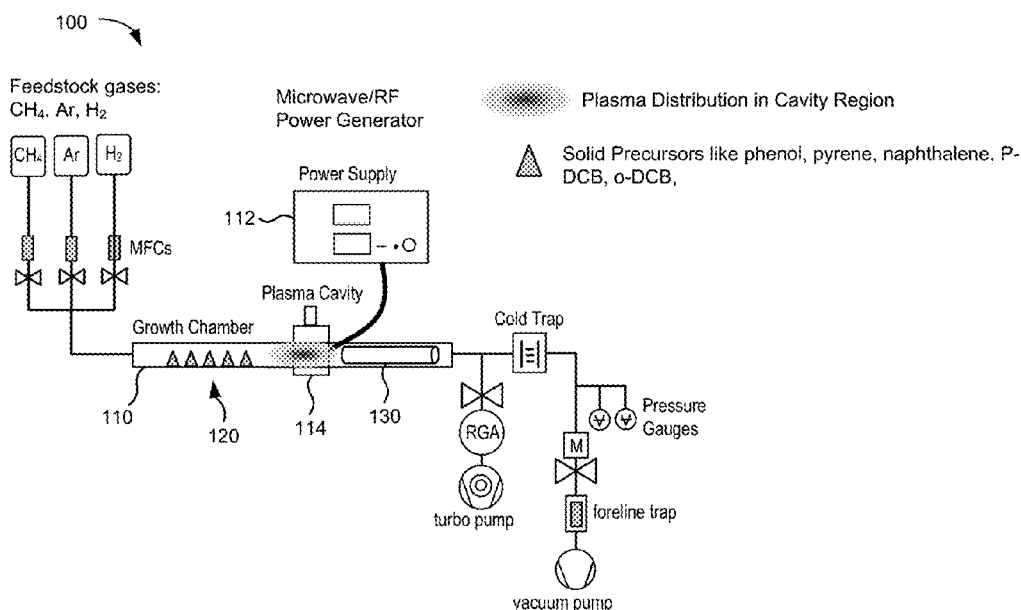 100
Feedstock gases:
CH₄. Ar, H₂
CH₄
Ar
H₂
MFCs
Microwave/RF
Power Generator
Power Supply
112
Plasma Distribution in Cavity Region
Solid Precursors like phenol, pyrene, naphthalene. P-
DCB, o-DCB,
Plasma Cavity
Growth Chamber
110
120
114
130
Cold Trap
RGA
turbo pump
Pressure
Gauges
M
foreline trap
vacuum pump